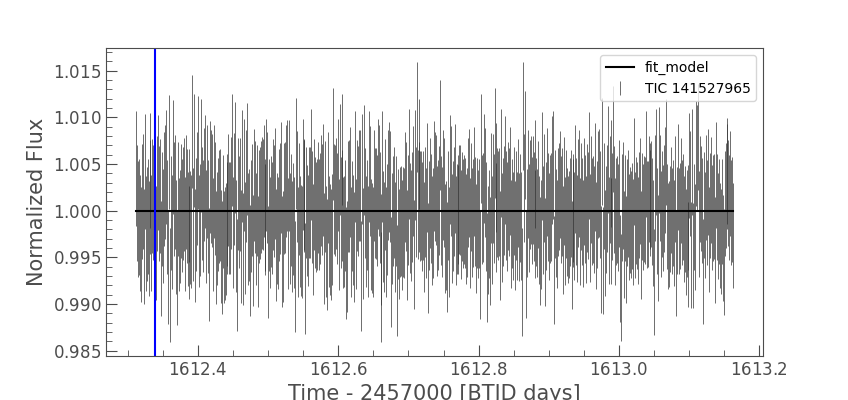 fit_model
TIC 141527965
1.015
1.010
1.005
1.000
0.995
0.990
0.985
Normalized Flux
1612.4 1612.6 1612.8 1613.0 1613.2
Time - 2457000 [BTJD days]